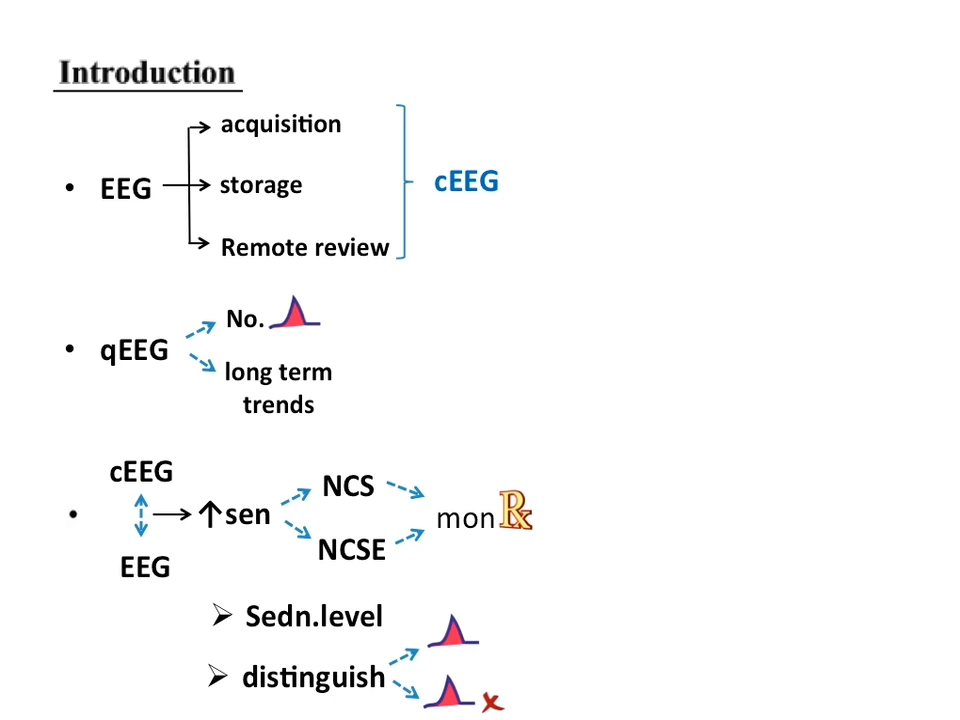 Introduction
acquisition
• EEG storage cEEG
Remote review
No.
• qEEG
long term
trends
cEEG
NCS
• ↑sen mon ℞
NCSE
EEG
➢ Sedn.level
➢ distinguish
x